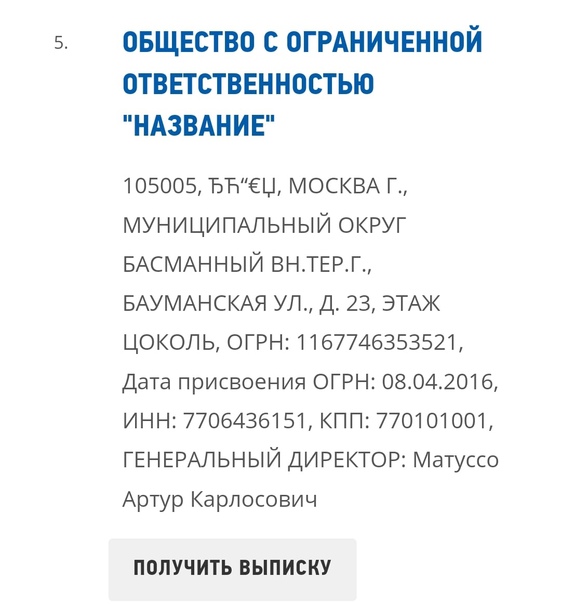 5.
ОБЩЕСТВО С ОГРАНИЧЕННОЙ
ОТВЕТСТВЕННОСТЬЮ
"НАЗВАНИЕ"
105005, ЂЋ“€Џ, МОСКВА Г.,
МУНИЦИПАЛЬНЫЙ ОКРУГ
БАСМАННЫЙ ВН.ТЕР.Г.,
БАУМАНСКАЯ УЛ., Д. 23, ЭТАЖ
ЦОКОЛЬ, ОГРН: 1167746353521,
Дата присвоения ОГРН: 08.04.2016,
ИНН: 7706436151, КПП: 770101001,
ГЕНЕРАЛЬНЫЙ ДИРЕКТОР: Матуссо
Артур Карлосович
ПОЛУЧИТЬ ВЫПИСКУ